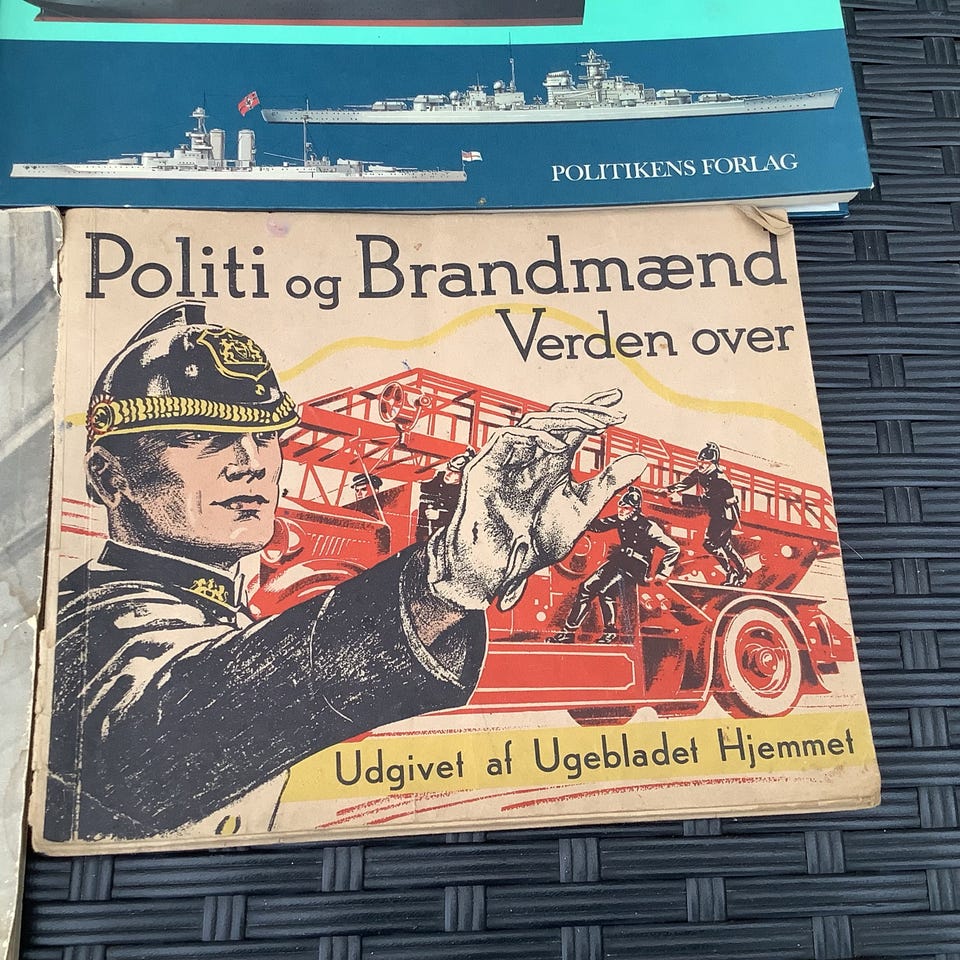 POLITIKENS FORLAG
Politi og Brandmænd
Verden over
Udgivet af Ugebladet Hjemmet